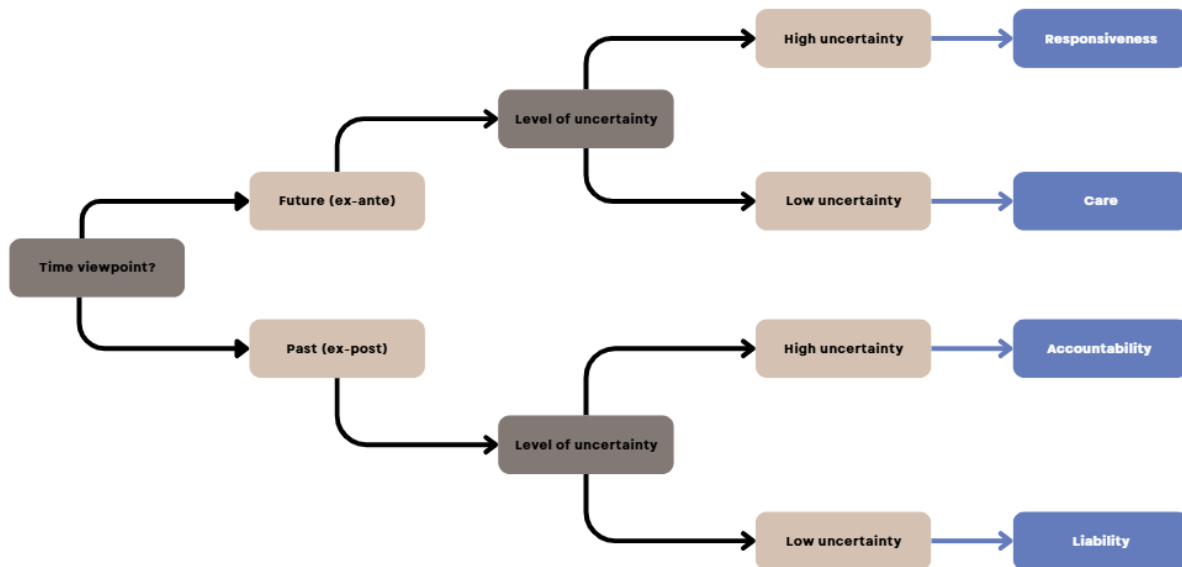 High uncertainty
Responsiveness
Level of uncertainty
Future (ex-ante)
Low uncertainty
Care
Time viewpoint?
Past (ex-post)
High uncertainty
Accountability
Level of uncertainty
Low uncertainty
Liability